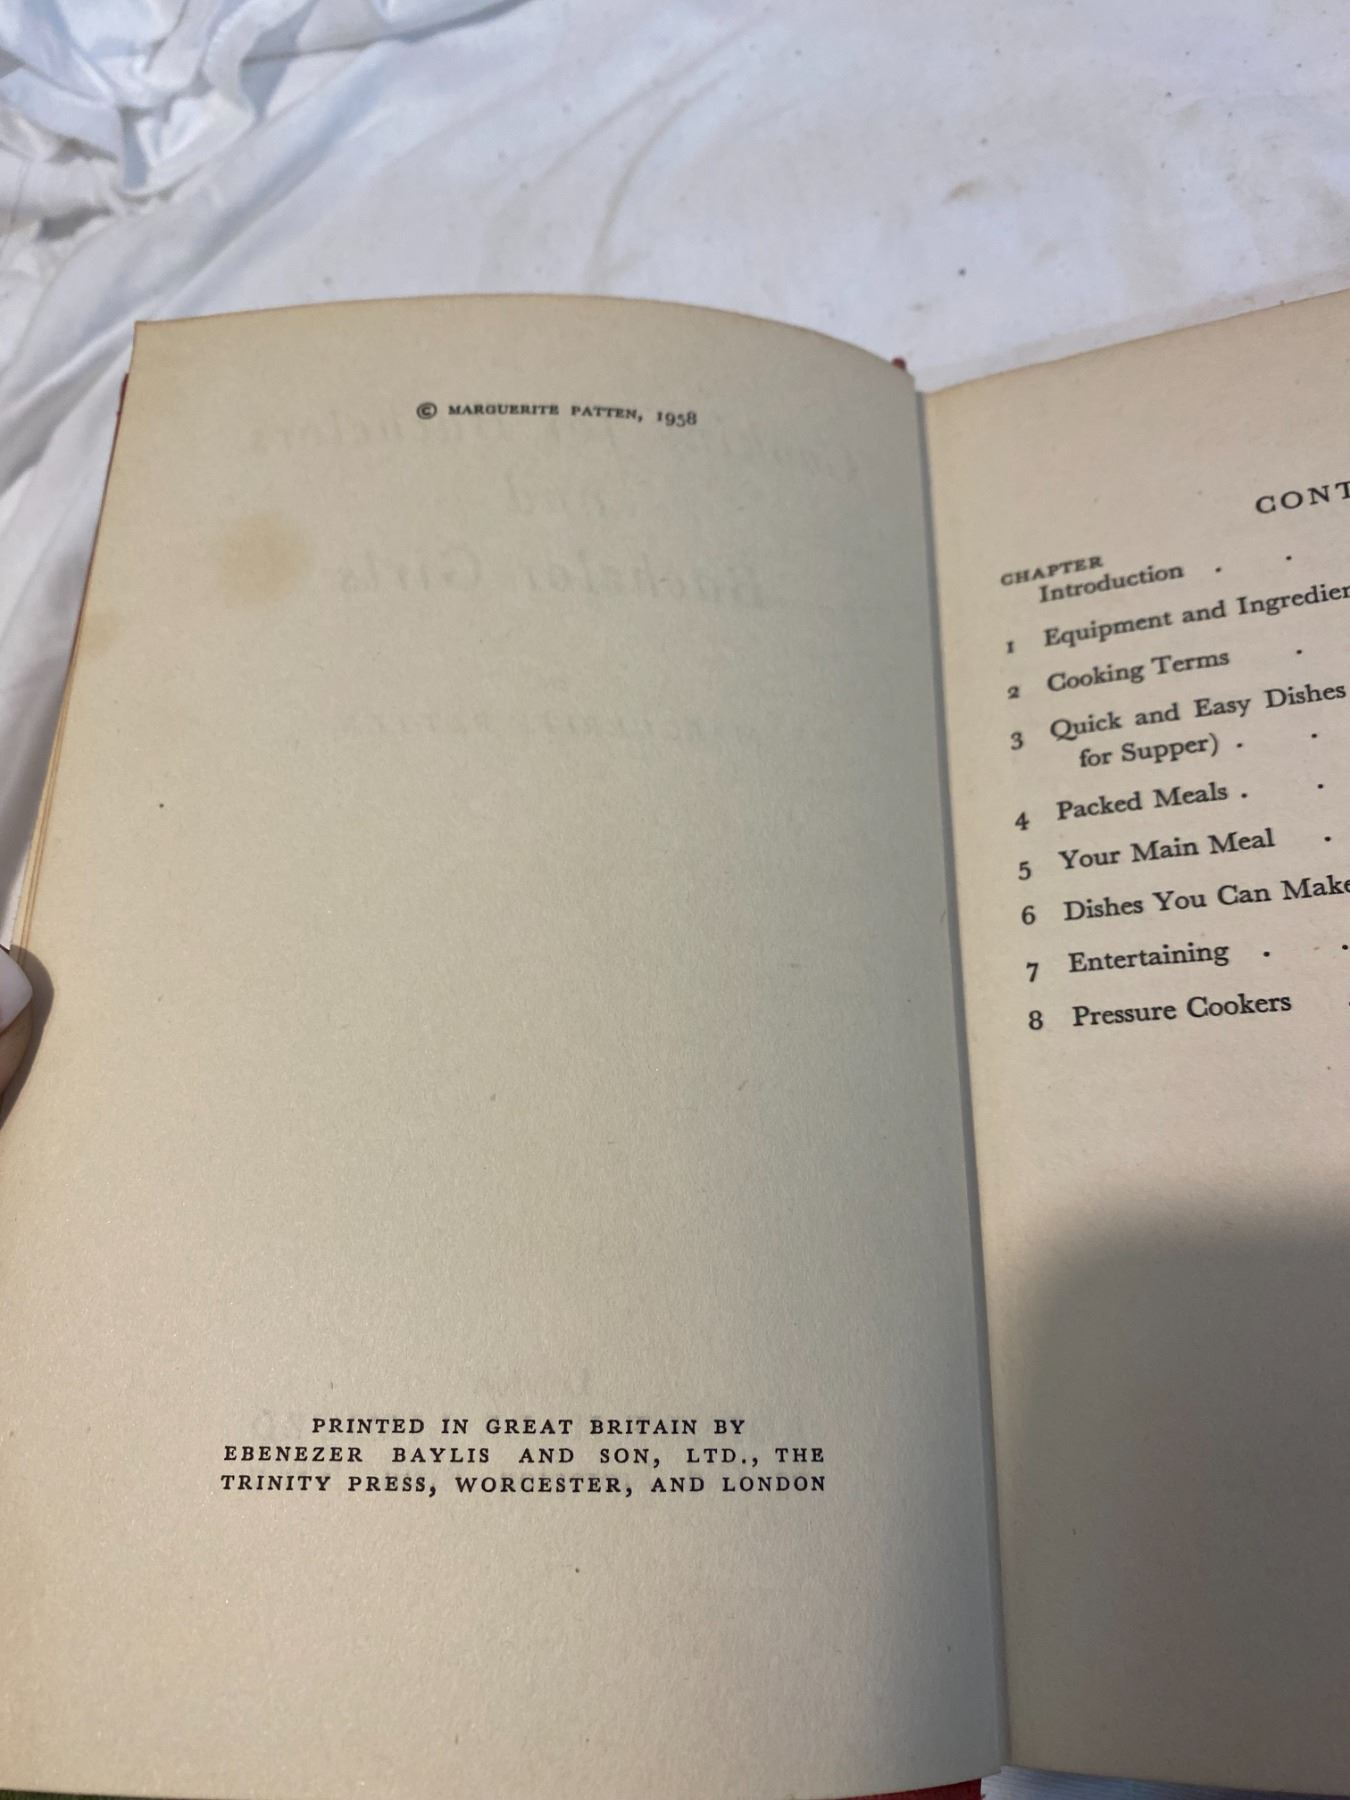 © MARGUERITE PATTEN, 1958
PRINTED IN GREAT BRITAIN BY
EBENEZER BAYLIS AND SON, LTD., THE
TRINITY PRESS, WORCESTER, AND LONDON
CONT
CHAPTER
Introduction .  .
1 Equipment and Ingredien
2 Cooking Terms  .
3 Quick and Easy Dishes
for Supper) .  .
4 Packed Meals .  .
5 Your Main Meal  .
6 Dishes You Can Make
7 Entertaining .  .
8 Pressure Cookers  .